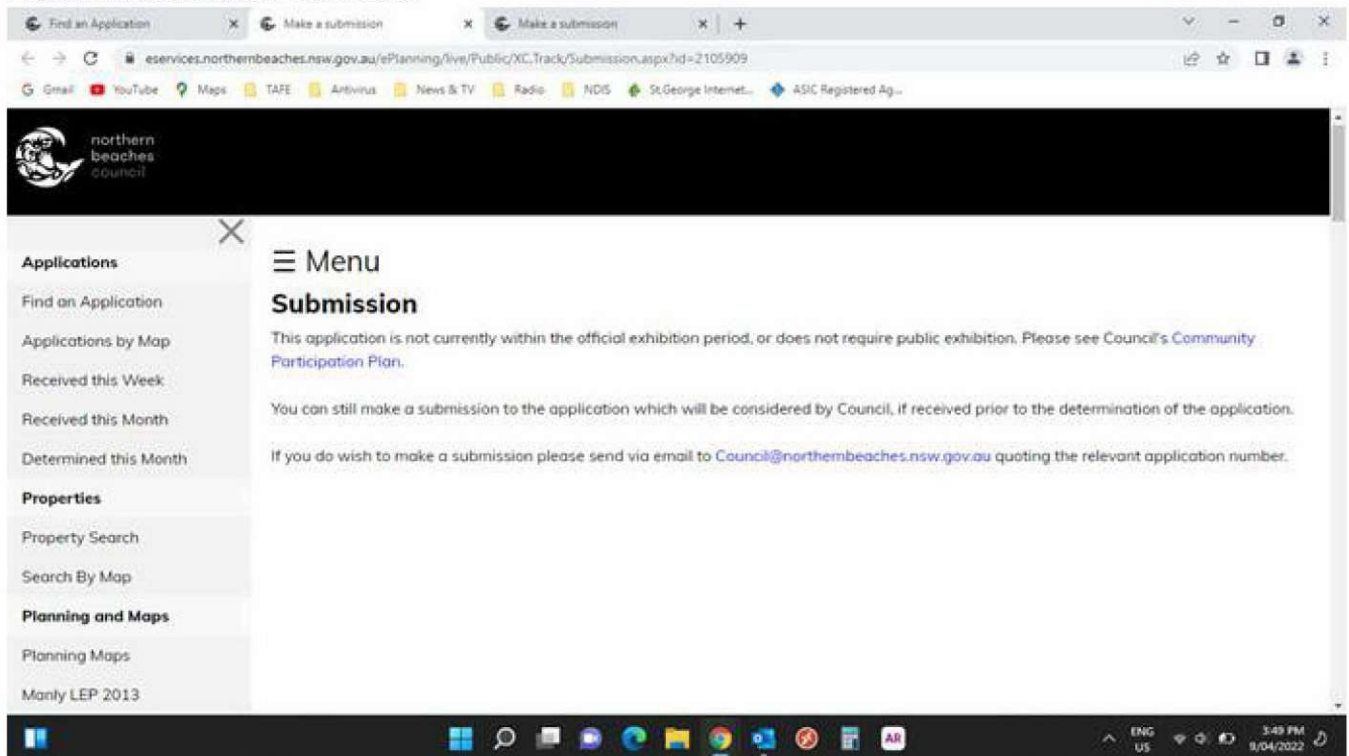 Find an Application
Make a submission
Make a submisson
eservices.northernbeaches.nsw.gov.au/ePlanning/live/Public/XC.Track/Submission.aspx?id=2105909
Gmail YouTube Maps TAFE Antivirus News & TV Radio NDIS St.George Internet... ASIC Registered Ag...
northern
beaches
council
Applications
Find an Application
Applications by Map
Received this Week
Received this Month
Determined this Month
Properties
Property Search
Search By Map
Planning and Maps
Planning Maps
Manly LEP 2013
☰ Menu
Submission
This application is not currently within the official exhibition period, or does not require public exhibition. Please see Council's Community
Participation Plan.
You can still make a submission to the application which will be considered by Council, if received prior to the determination of the application.
If you do wish to make a submission please send via email to Council@northernbeaches.nsw.gov.au quoting the relevant application number.
AR
ENG
US
3:49 PM
9/04/2022